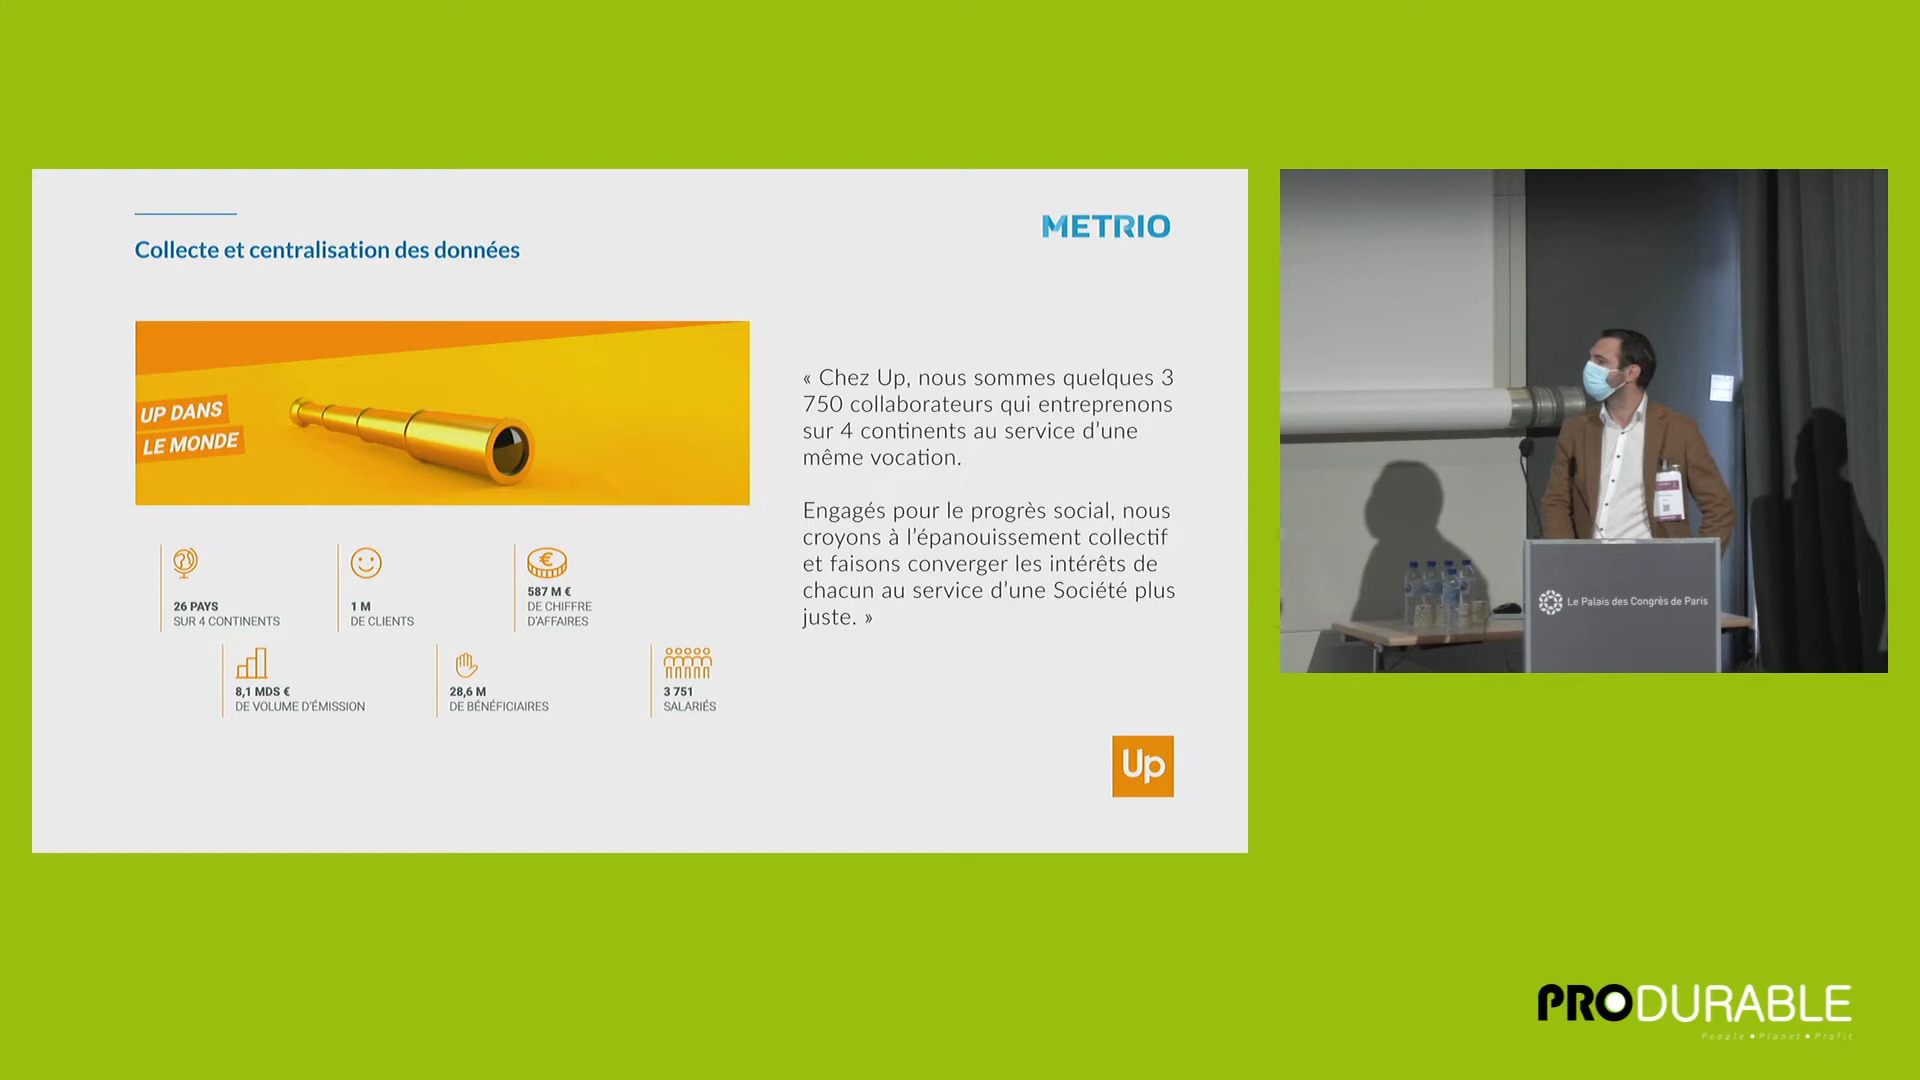 METRIO
Collecte et centralisation des données
UP DANS
LE MONDE
« Chez Up, nous sommes quelques 3
750 collaborateurs qui entreprenons
sur 4 continents au service d’une
même vocation.
Engagés pour le progrès social, nous
croyons à l’épanouissement collectif
et faisons converger les intérêts de
chacun au service d’une Société plus
juste. »
26 PAYS
SUR 4 CONTINENTS
1 M
DE CLIENTS
587 M €
DE CHIFFRE
D’AFFAIRES
8,1 MDS €
DE VOLUME D’ÉMISSION
28,6 M
DE BÉNÉFICIAIRES
3 751
SALARIÉS
Up
Le Palais des Congrès de Paris
PRODURABLE
People • Planet • Profit